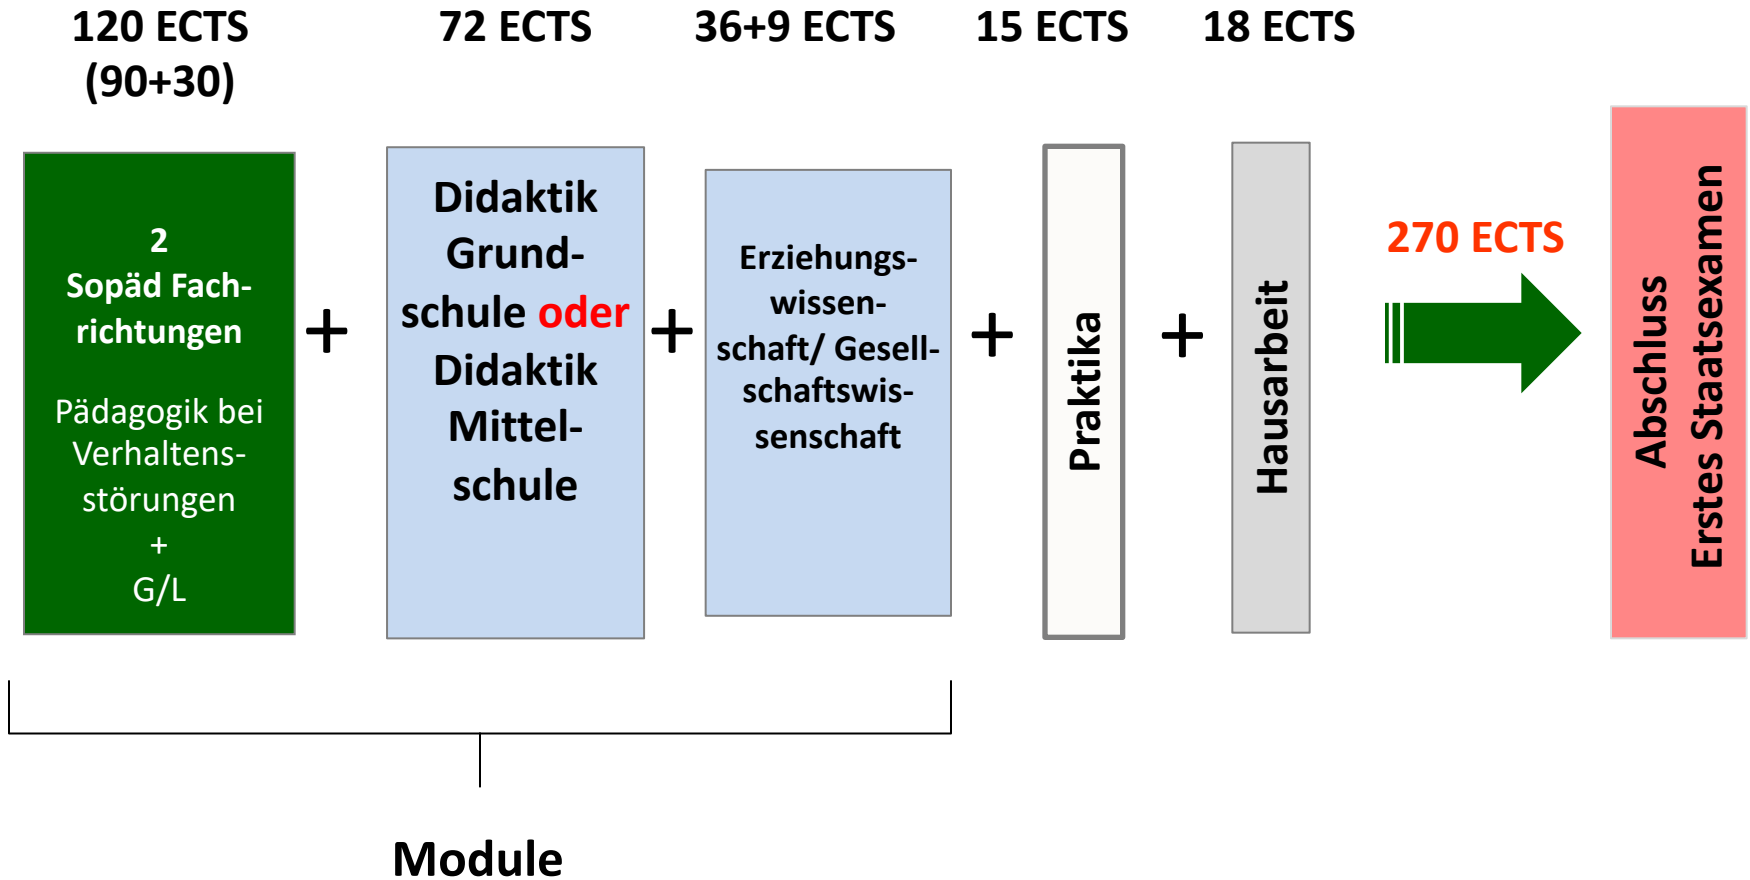 120 ECTS
(90+30)
72 ECTS
36+9 ECTS
15 ECTS
18 ECTS
2
Sopäd Fach-
richtungen
Pädagogik bei
Verhaltens-
störungen
+
G/L
+
Didaktik
Grund-
schule oder
Didaktik
Mittel-
schule
+
Erziehungs-
wissen-
schaft/ Gesell-
schaftswis-
senschaft
+
Praktika
+
Hausarbeit
270 ECTS
Abschluss
Erstes Staatsexamen
Module